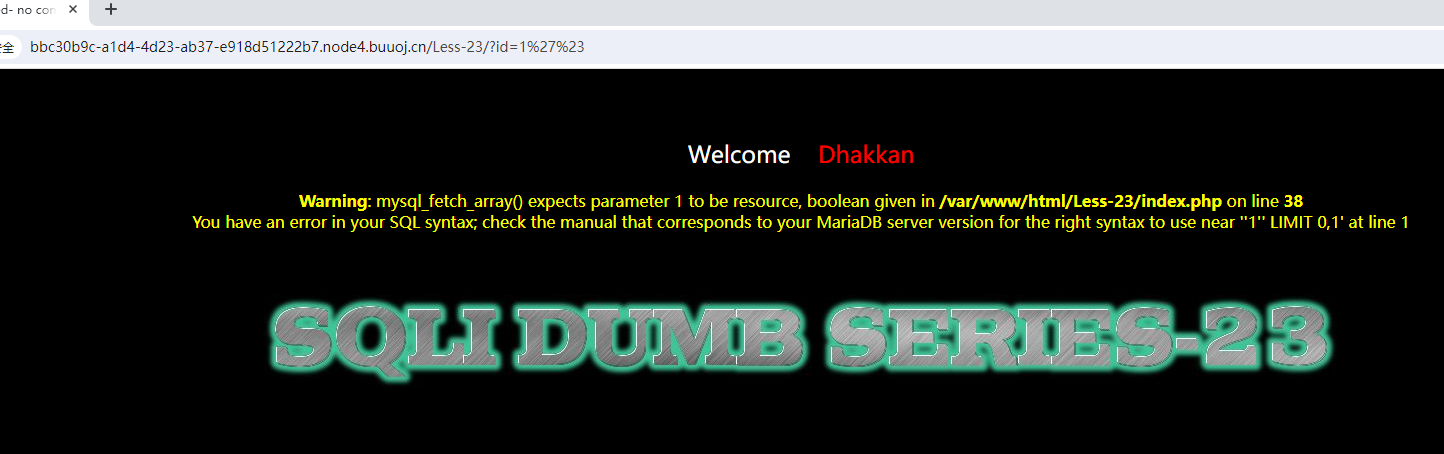 ed- no con
安全 bbc30b9c-a1d4-4d23-ab37-e918d51222b7.node4.buuoj.cn/Less-23/?id=1%27%23
Welcome Dhakkan
Warning: mysql_fetch_array() expects parameter 1 to be resource, boolean given in /var/www/html/Less-23/index.php on line 38
You have an error in your SQL syntax; check the manual that corresponds to your MariaDB server version for the right syntax to use near ''1'' LIMIT 0,1' at line 1
SQLI DUMB SERIES-23